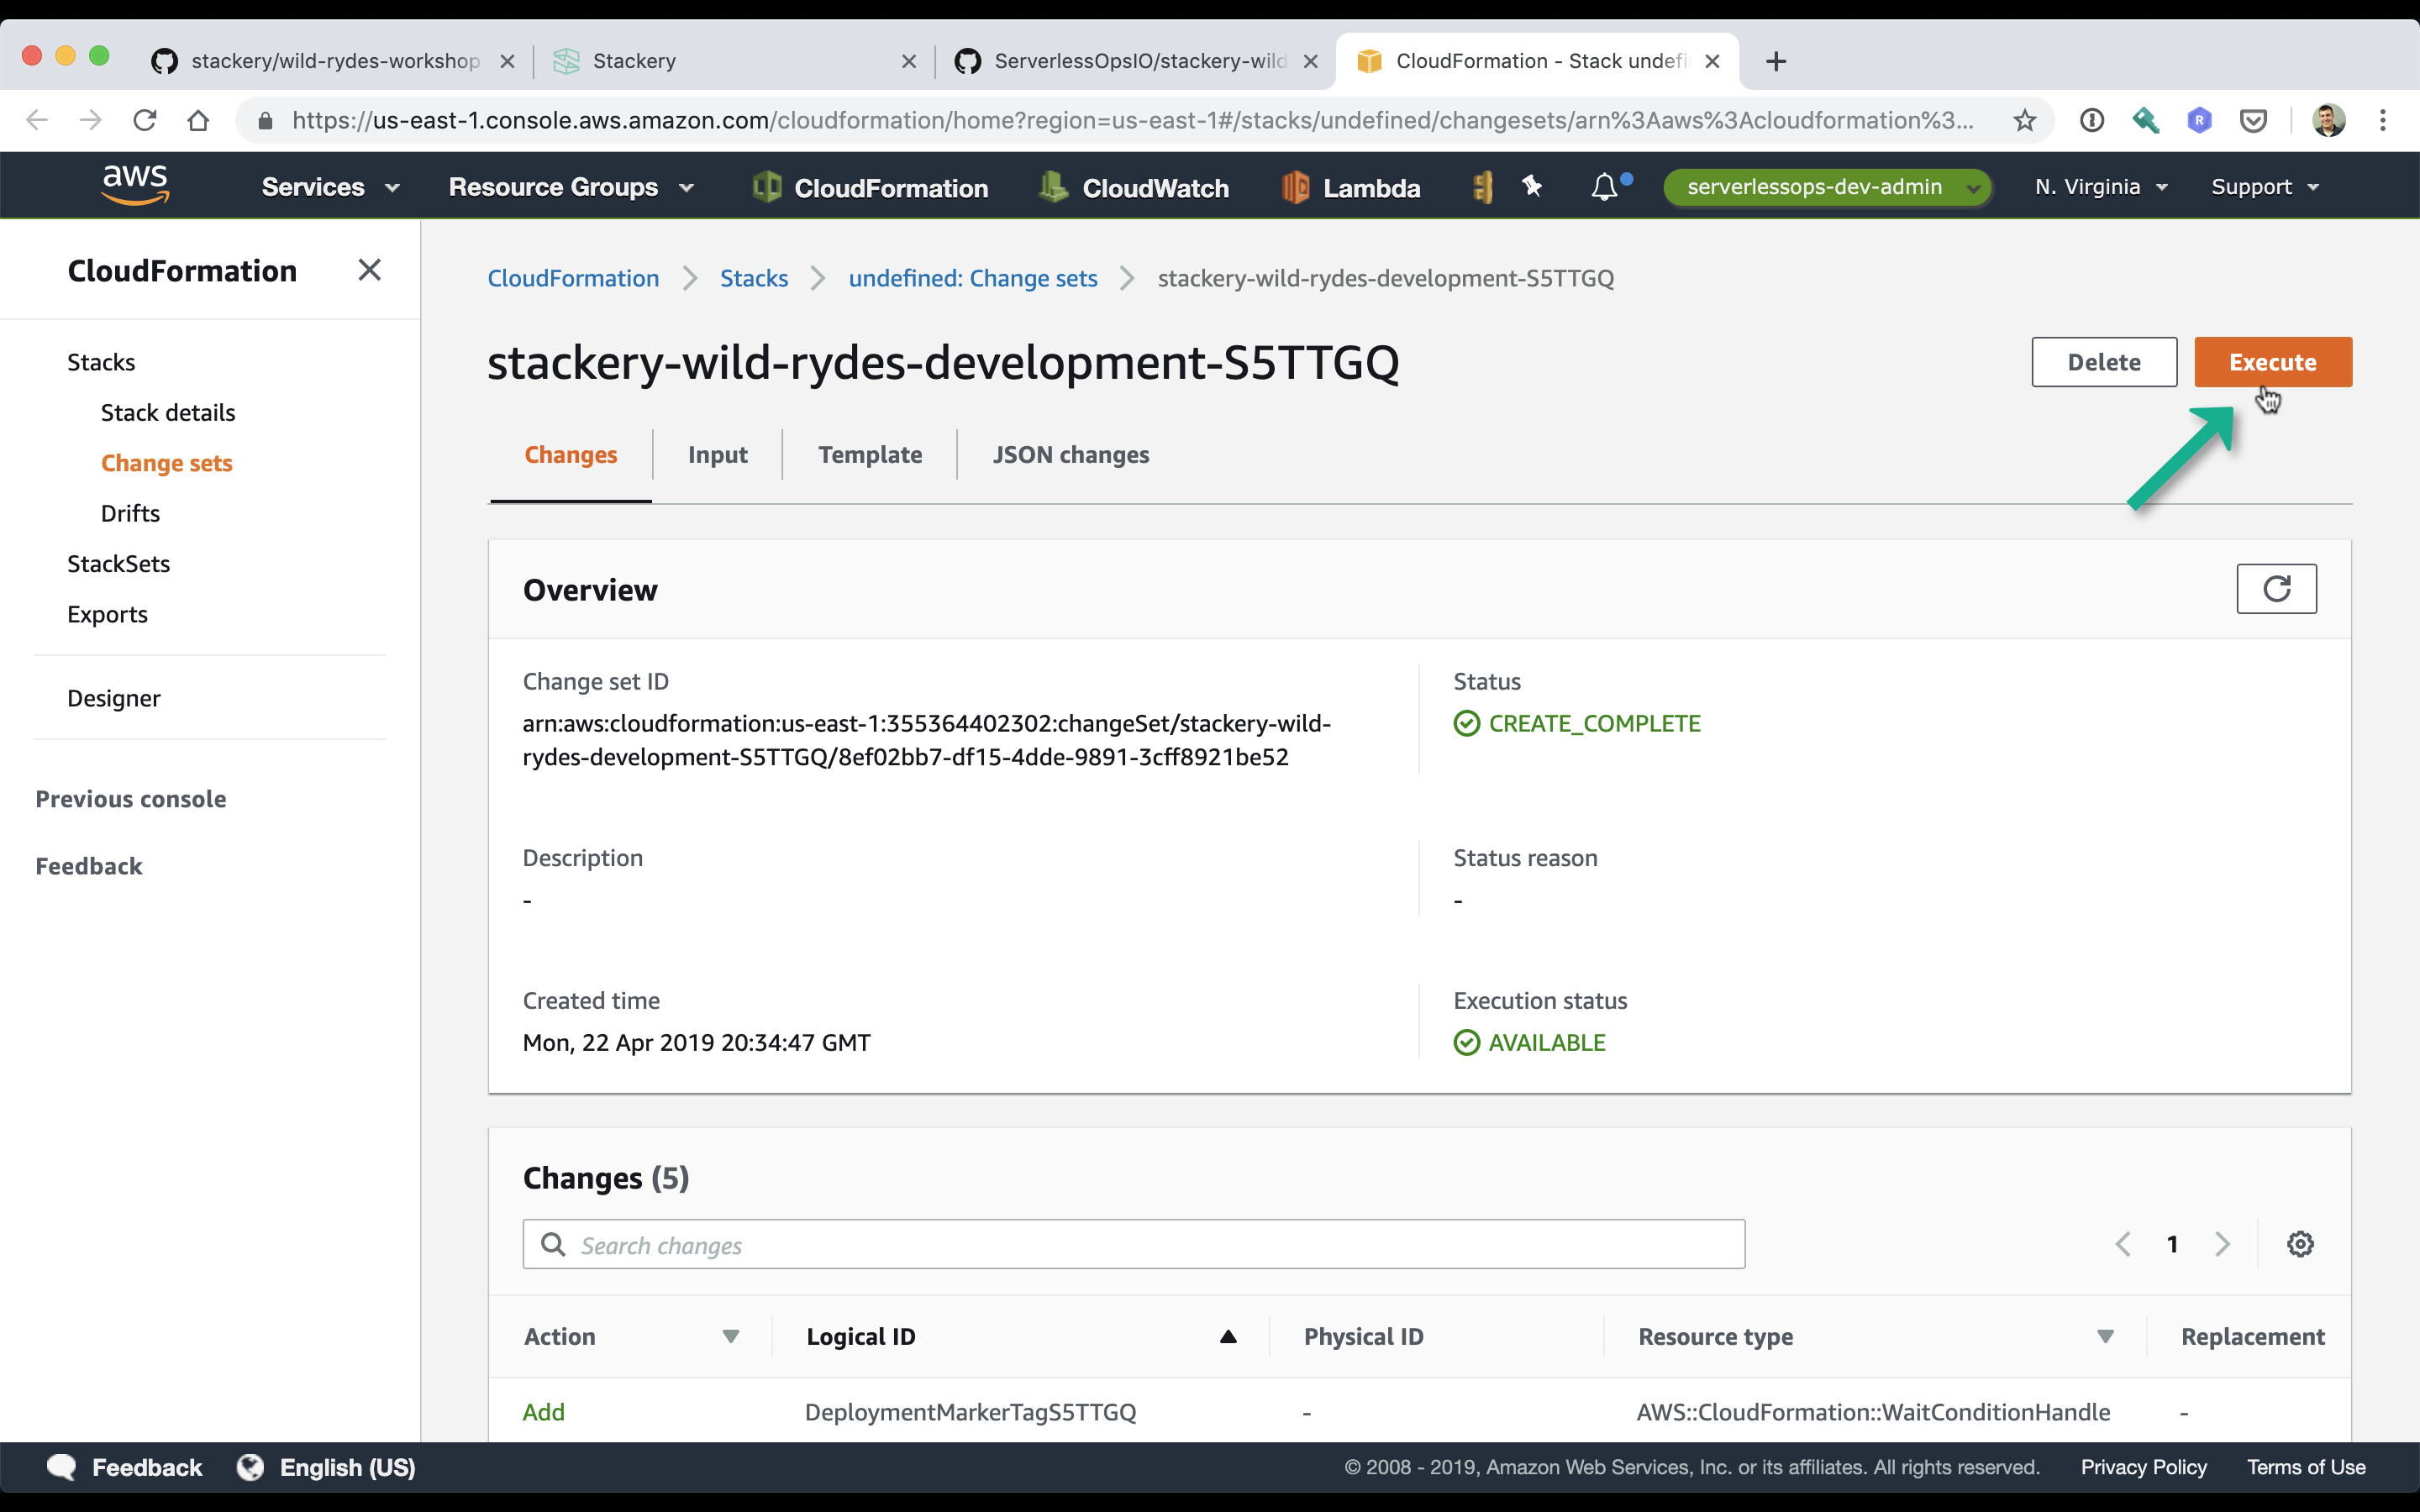 stackery/wild-rydes-workshop
Stackery
ServerlessOpsIO/stackery-wild
CloudFormation - Stack undefi
https://us-east-1.console.aws.amazon.com/cloudformation/home?region=us-east-1#/stacks/undefined/changesets/arn%3Aaws%3Acloudformation%3...
R
aws
Services
Resource Groups
CloudFormation
CloudWatch
Lambda
serverlessops-dev-admin
N. Virginia
Support
CloudFormation
Stacks
Stack details
Change sets
Drifts
StackSets
Exports
Designer
Previous console
Feedback
CloudFormation
Stacks
undefined: Change sets
stackery-wild-rydes-development-S5TTGQ
stackery-wild-rydes-development-S5TTGQ
Delete
Execute
Changes
Input
Template
JSON changes
Overview
Change set ID
arn:aws:cloudformation:us-east-1:355364402302:changeSet/stackery-wild-
rydes-development-S5TTGQ/8ef02bb7-df15-4dde-9891-3cff8921be52
Status
CREATE_COMPLETE
Description
-
Status reason
-
Created time
Mon, 22 Apr 2019 20:34:47 GMT
Execution status
AVAILABLE
Changes (5)
Search changes
1
Action
Logical ID
Physical ID
Resource type
Replacement
Add
DeploymentMarkerTagS5TTGQ
-
AWS::CloudFormation::WaitConditionHandle
-
Feedback
English (US)
© 2008 - 2019, Amazon Web Services, Inc. or its affiliates. All rights reserved.
Privacy Policy
Terms of Use